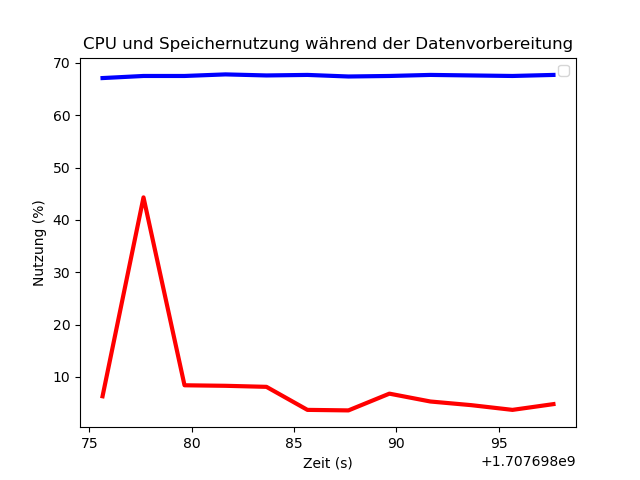 CPU und Speichernutzung während der Datenvorbereitung
70
60
50
40
30
20
10
Nutzung (%)
75 80 85 90 95
Zeit (s)
+1.707698e9